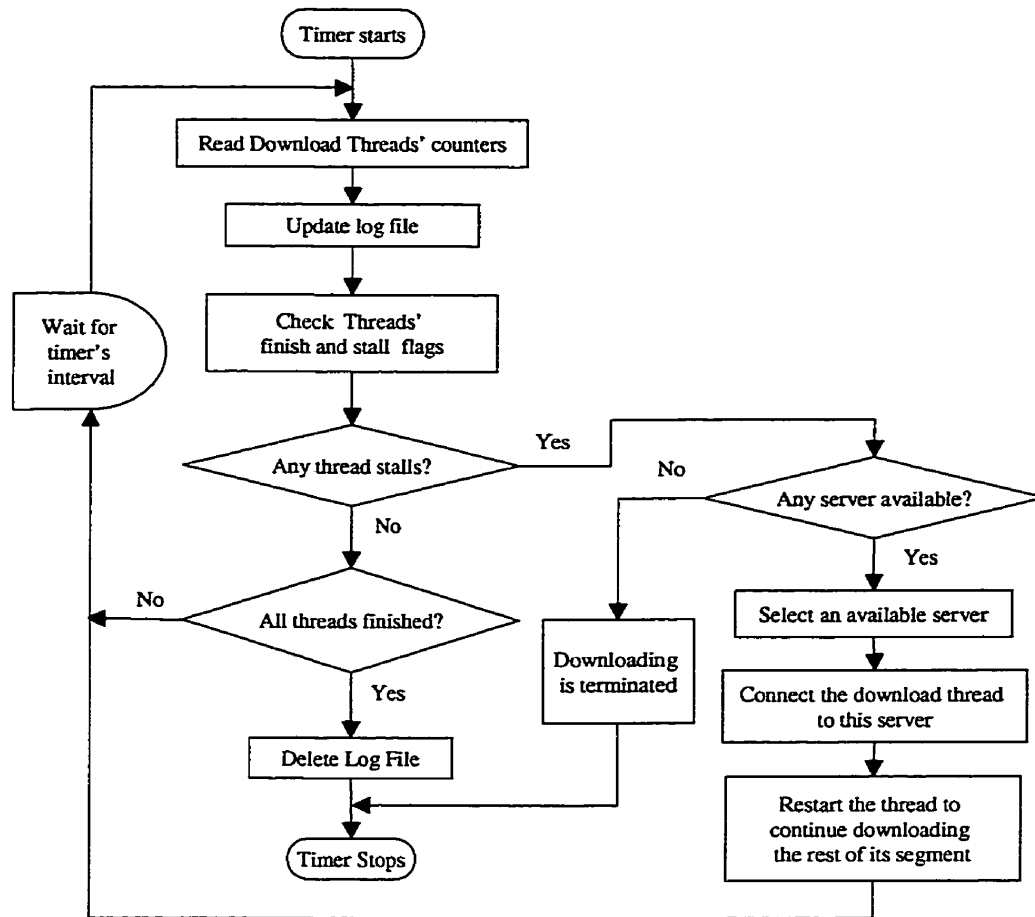 Timer starts
Read Download Threads' counters
Update log file
Check Threads'
finish and stall flags
Wait for
timer's
interval
Any thread stalls?
Yes
No
Any server available?
No
Yes
All threads finished?
No
Yes
Select an available server
Downloading
is terminated
Connect the download thread
to this server
Delete Log File
Restart the thread to
continue downloading
the rest of its segment
Timer Stops